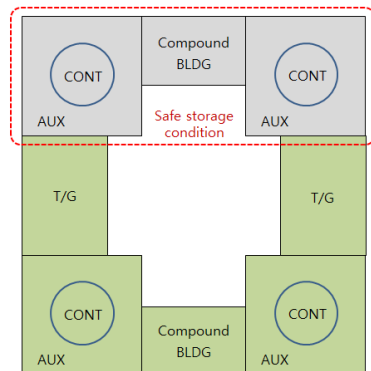 Compound
BLDG
CONT
CONT
AUX
Safe storage
condition
AUX
T/G
T/G
CONT
CONT
Compound
BLDG
AUX
AUX